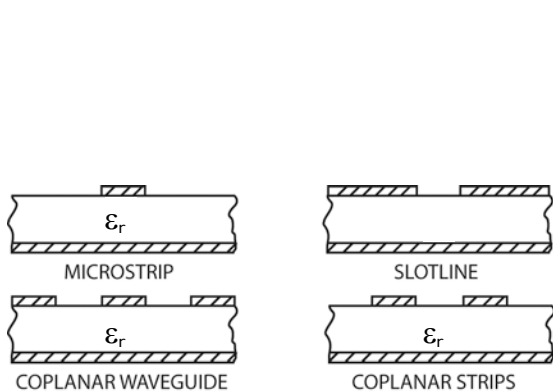 εr
MICROSTRIP
SLOTLINE
εr
COPLANAR WAVEGUIDE
εr
COPLANAR STRIPS